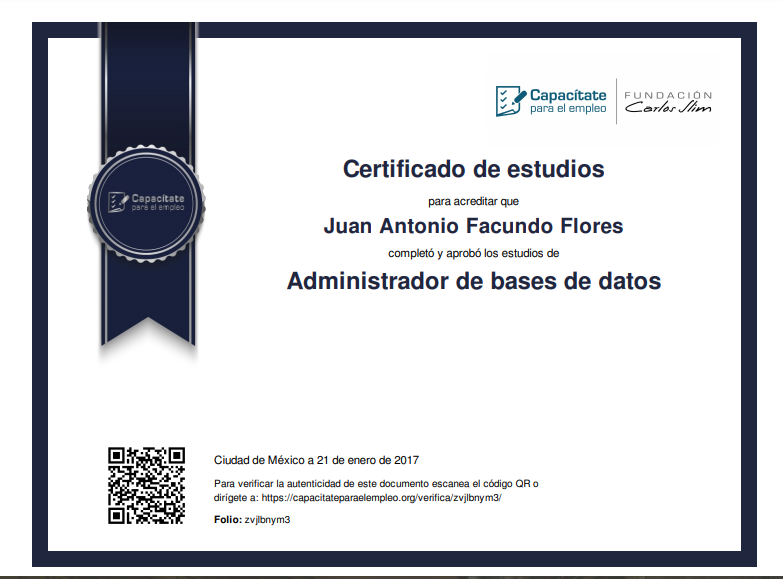 Capacítate
para el empleo
FUNDACIÓN
Carlos Slim
Certificado de estudios
para acreditar que
Juan Antonio Facundo Flores
completó y aprobó los estudios de
Administrador de bases de datos
Capacítate
para el empleo
Ciudad de México a 21 de enero de 2017
Para verificar la autenticidad de este documento escanea el código QR o
dirígete a: https://capacitateparaelempleo.org/verifica/zvjlbnym3/
Folio: zvjlbnym3